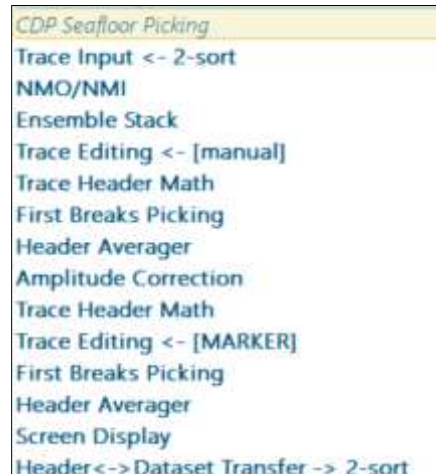 CDP Seafloor Picking
Trace Input <- 2-sort
NMO/NMI
Ensemble Stack
Trace Editing <- [manual]
Trace Header Math
First Breaks Picking
Header Averager
Amplitude Correction
Trace Header Math
Trace Editing <- [MARKER]
First Breaks Picking
Header Averager
Screen Display
Header<->Dataset Transfer -> 2-sort